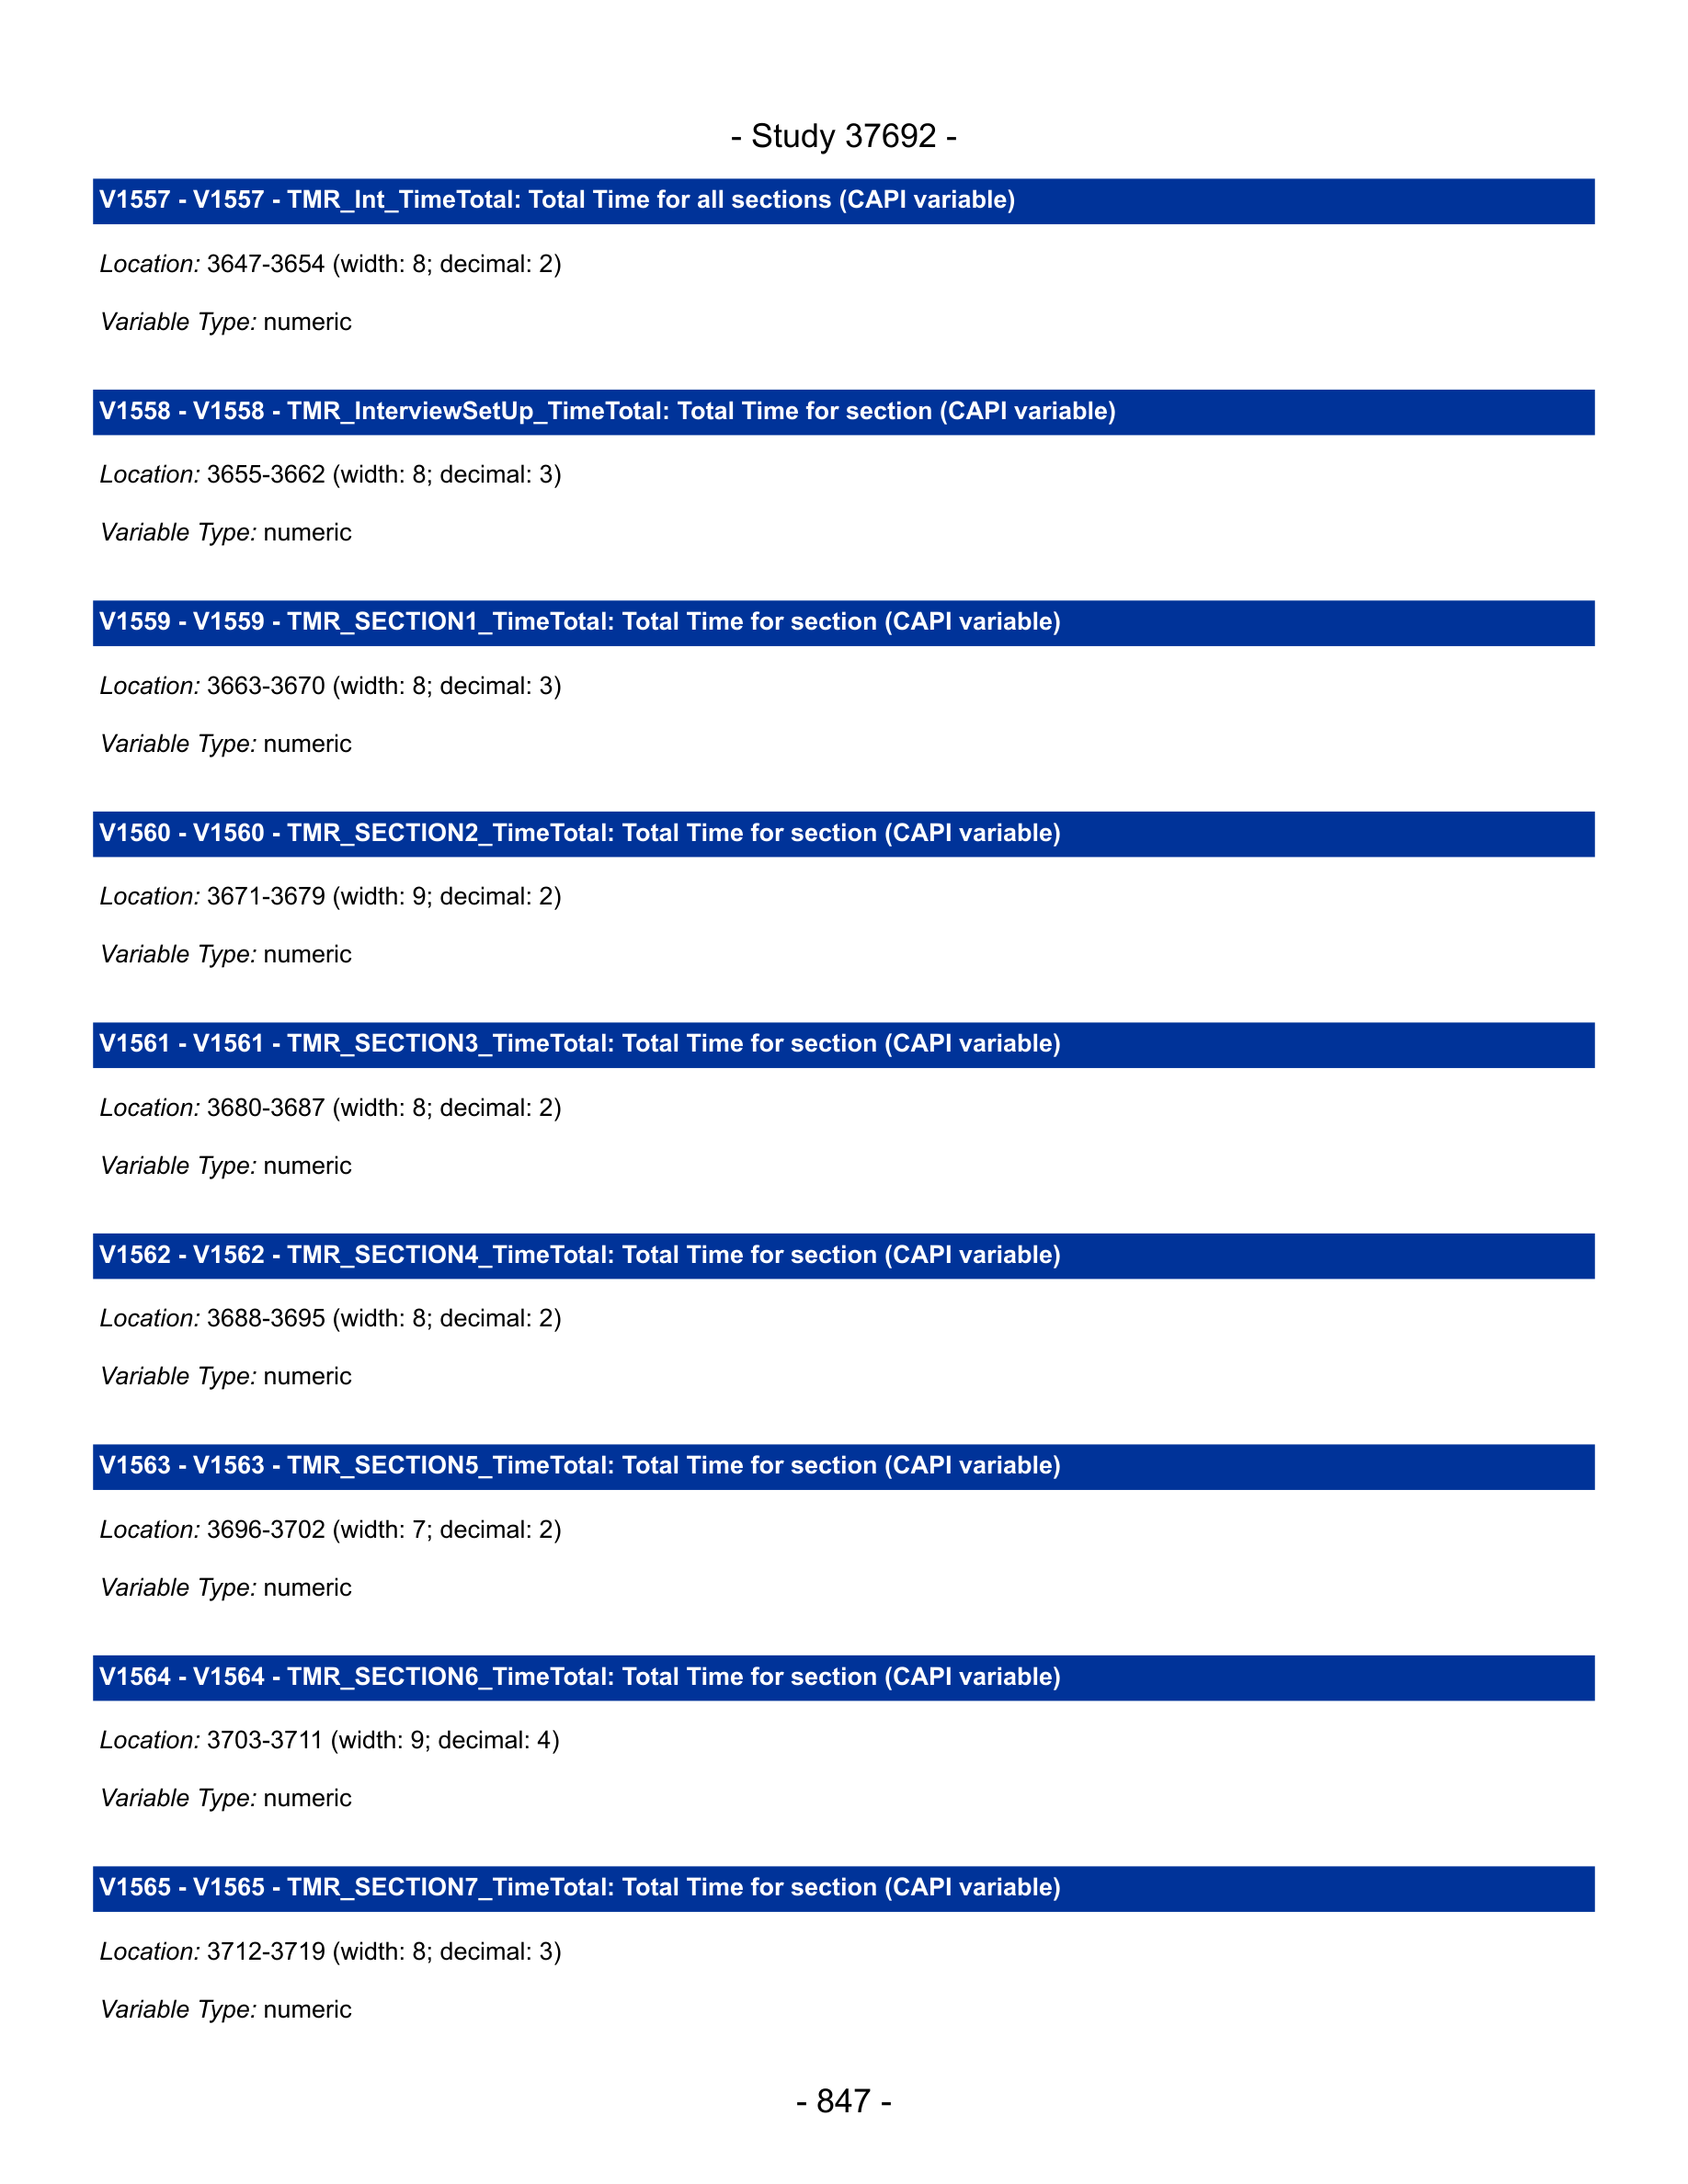 - Study 37692 -
V1557 - V1557 - TMR_Int_TimeTotal: Total Time for all sections (CAPI variable)
Location: 3647-3654 (width: 8; decimal: 2)
Variable Type: numeric
V1558 - V1558 - TMR_InterviewSetUp_TimeTotal: Total Time for section (CAPI variable)
Location: 3655-3662 (width: 8; decimal: 3)
Variable Type: numeric
V1559 - V1559 - TMR_SECTION1_TimeTotal: Total Time for section (CAPI variable)
Location: 3663-3670 (width: 8; decimal: 3)
Variable Type: numeric
V1560 - V1560 - TMR_SECTION2_TimeTotal: Total Time for section (CAPI variable)
Location: 3671-3679 (width: 9; decimal: 2)
Variable Type: numeric
V1561 - V1561 - TMR_SECTION3_TimeTotal: Total Time for section (CAPI variable)
Location: 3680-3687 (width: 8; decimal: 2)
Variable Type: numeric
V1562 - V1562 - TMR_SECTION4_TimeTotal: Total Time for section (CAPI variable)
Location: 3688-3695 (width: 8; decimal: 2)
Variable Type: numeric
V1563 - V1563 - TMR_SECTION5_TimeTotal: Total Time for section (CAPI variable)
Location: 3696-3702 (width: 7; decimal: 2)
Variable Type: numeric
V1564 - V1564 - TMR_SECTION6_TimeTotal: Total Time for section (CAPI variable)
Location: 3703-3711 (width: 9; decimal: 4)
Variable Type: numeric
V1565 - V1565 - TMR_SECTION7_TimeTotal: Total Time for section (CAPI variable)
Location: 3712-3719 (width: 8; decimal: 3)
Variable Type: numeric
- 847 -